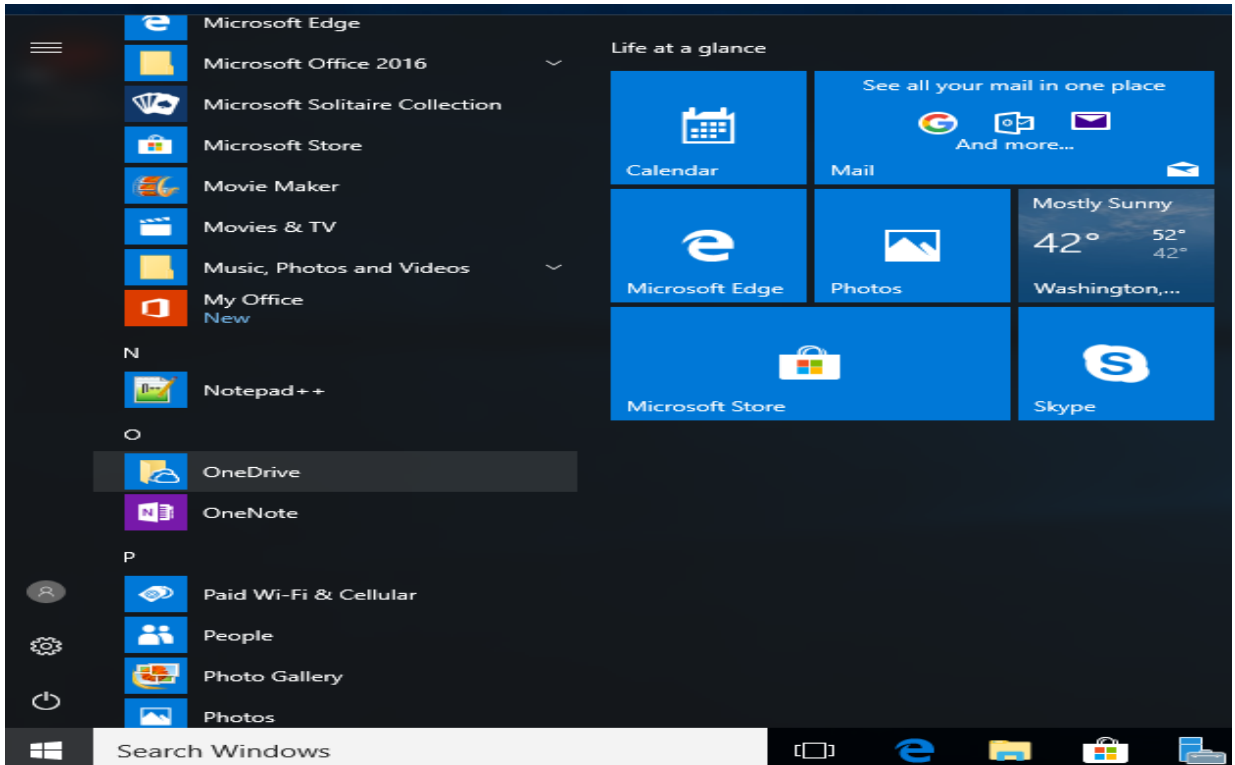 Microsoft Edge
Microsoft Office 2016
Microsoft Solitaire Collection
Microsoft Store
Movie Maker
Movies & TV
Music, Photos and Videos
My Office
New
N
Notepad++
O
OneDrive
OneNote
P
Paid Wi-Fi & Cellular
People
Photo Gallery
Photos
Life at a glance
Calendar
See all your mail in one place
And more...
Mail
Microsoft Edge
Photos
Mostly Sunny
42° 52°
42°
Washington,...
Microsoft Store
Skype
Search Windows